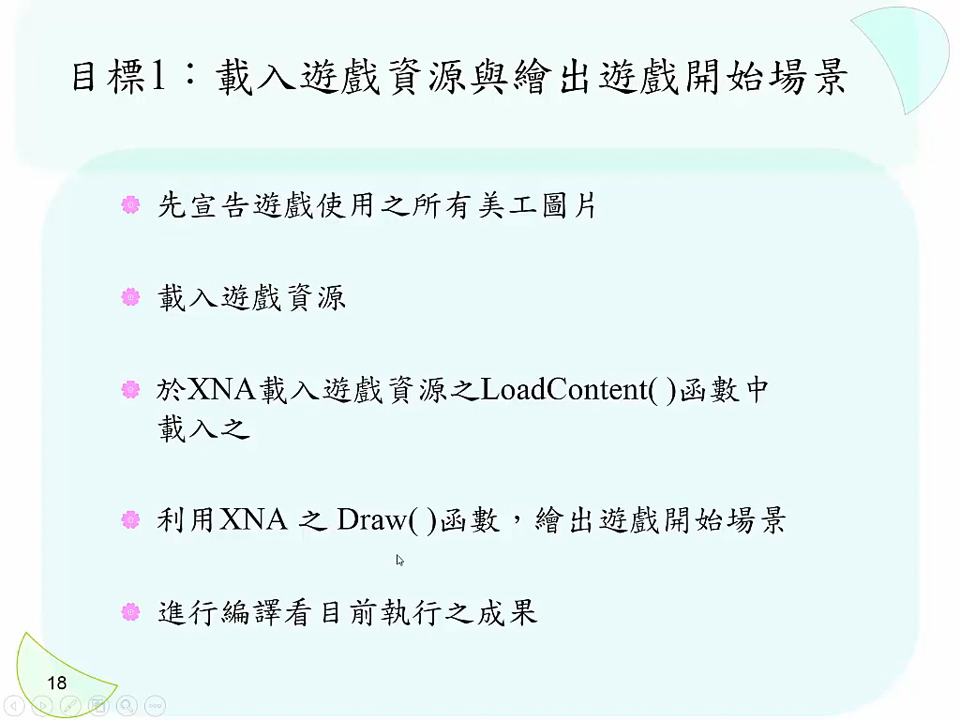 目標1：載入遊戲資源與繪出遊戲開始場景
先宣告遊戲使用之所有美工圖片
載入遊戲資源
於XNA載入遊戲資源之LoadContent( )函數中
載入之
利用XNA 之 Draw( )函數，繪出遊戲開始場景
進行編譯看目前執行之成果
18